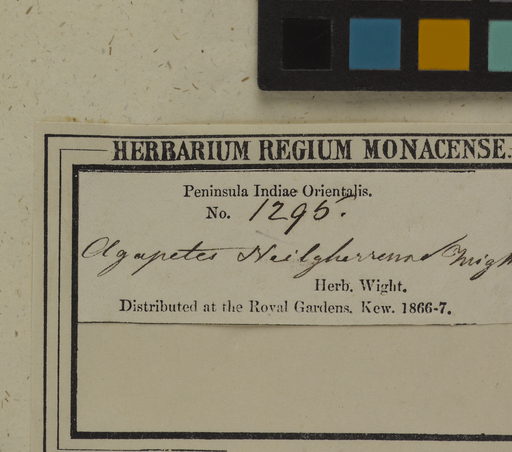 HERBARIUM REGIUM MONACENSE.
Peninsula Indiae Orientalis.
No. 1295.
Agapetes Neilgherrensis Wigh
Herb. Wight.
Distributed at the Royal Gardens, Kew. 1866-7.